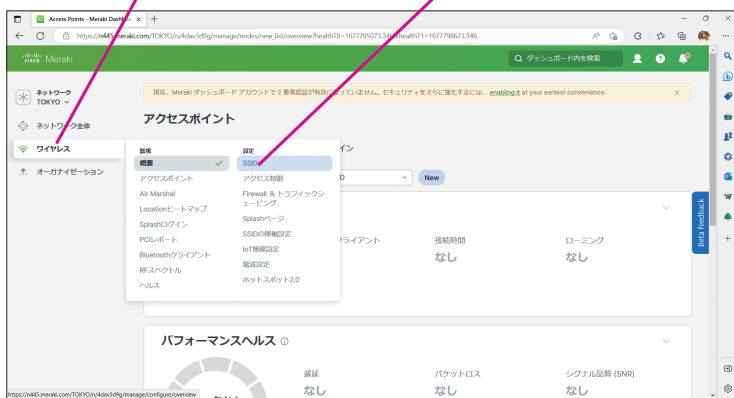 Access Points - Meraki Dashb
https://n445.meraki.com/TOKYO/n/4dav3d9g/manage/nodes/new_list/overview?healthT0=1677795073.346&healthT1=1677798673.346
CISCO Meraki
ダッシュボード内を検索
ネットワーク
TOKYO
現在、Meraki ダッシュボード アカウントで 2 要素認証が有効になっていません。セキュリティをさらに強化するには、 enabling it at your earliest convenience.
ネットワーク全体
アクセスポイント
ワイヤレス
オーガナイゼーション
監視
設定
概要
SSID
アクセスポイント
アクセス制御
Air Marshal
Firewall & トラフィックシェーピング
Locationヒートマップ
Splashログイン
Splashページ
PCIレポート
SSIDの稼働設定
Bluetoothクライアント
IoT無線設定
RFスペクトル
電波設定
ヘルス
ホットスポット2.0
イン
D
New
クライアント
接続時間
ローミング
なし
なし
Beta feedback
パフォーマンスヘルス
遅延
パケットロス
シグナル品質 (SNR)
なし
なし
なし
https://n445.meraki.com/TOKYO/n/4dav3d9g/manage/configure/overview